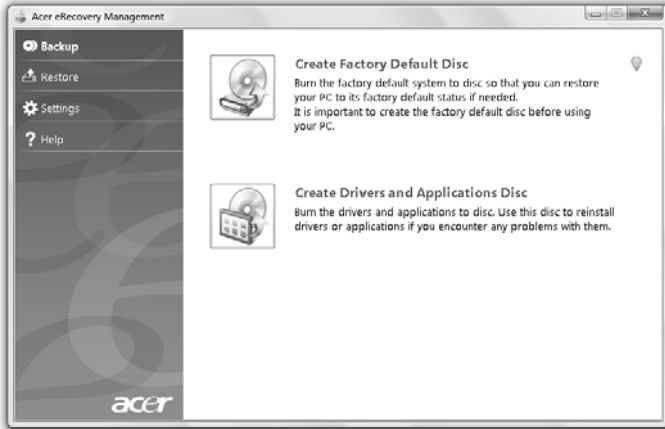 Acer eRecovery Management
Backup
Restore
Settings
Help
Create Factory Default Disc
Burn the factory default system to disc so that you can restore
your PC to its factory default status if needed.
It is important to create the factory default disc before using
your PC.
Create Drivers and Applications Disc
Burn the drivers and applications to disc. Use this disc to reinstall
drivers or applications if you encounter any problems with them.
acer